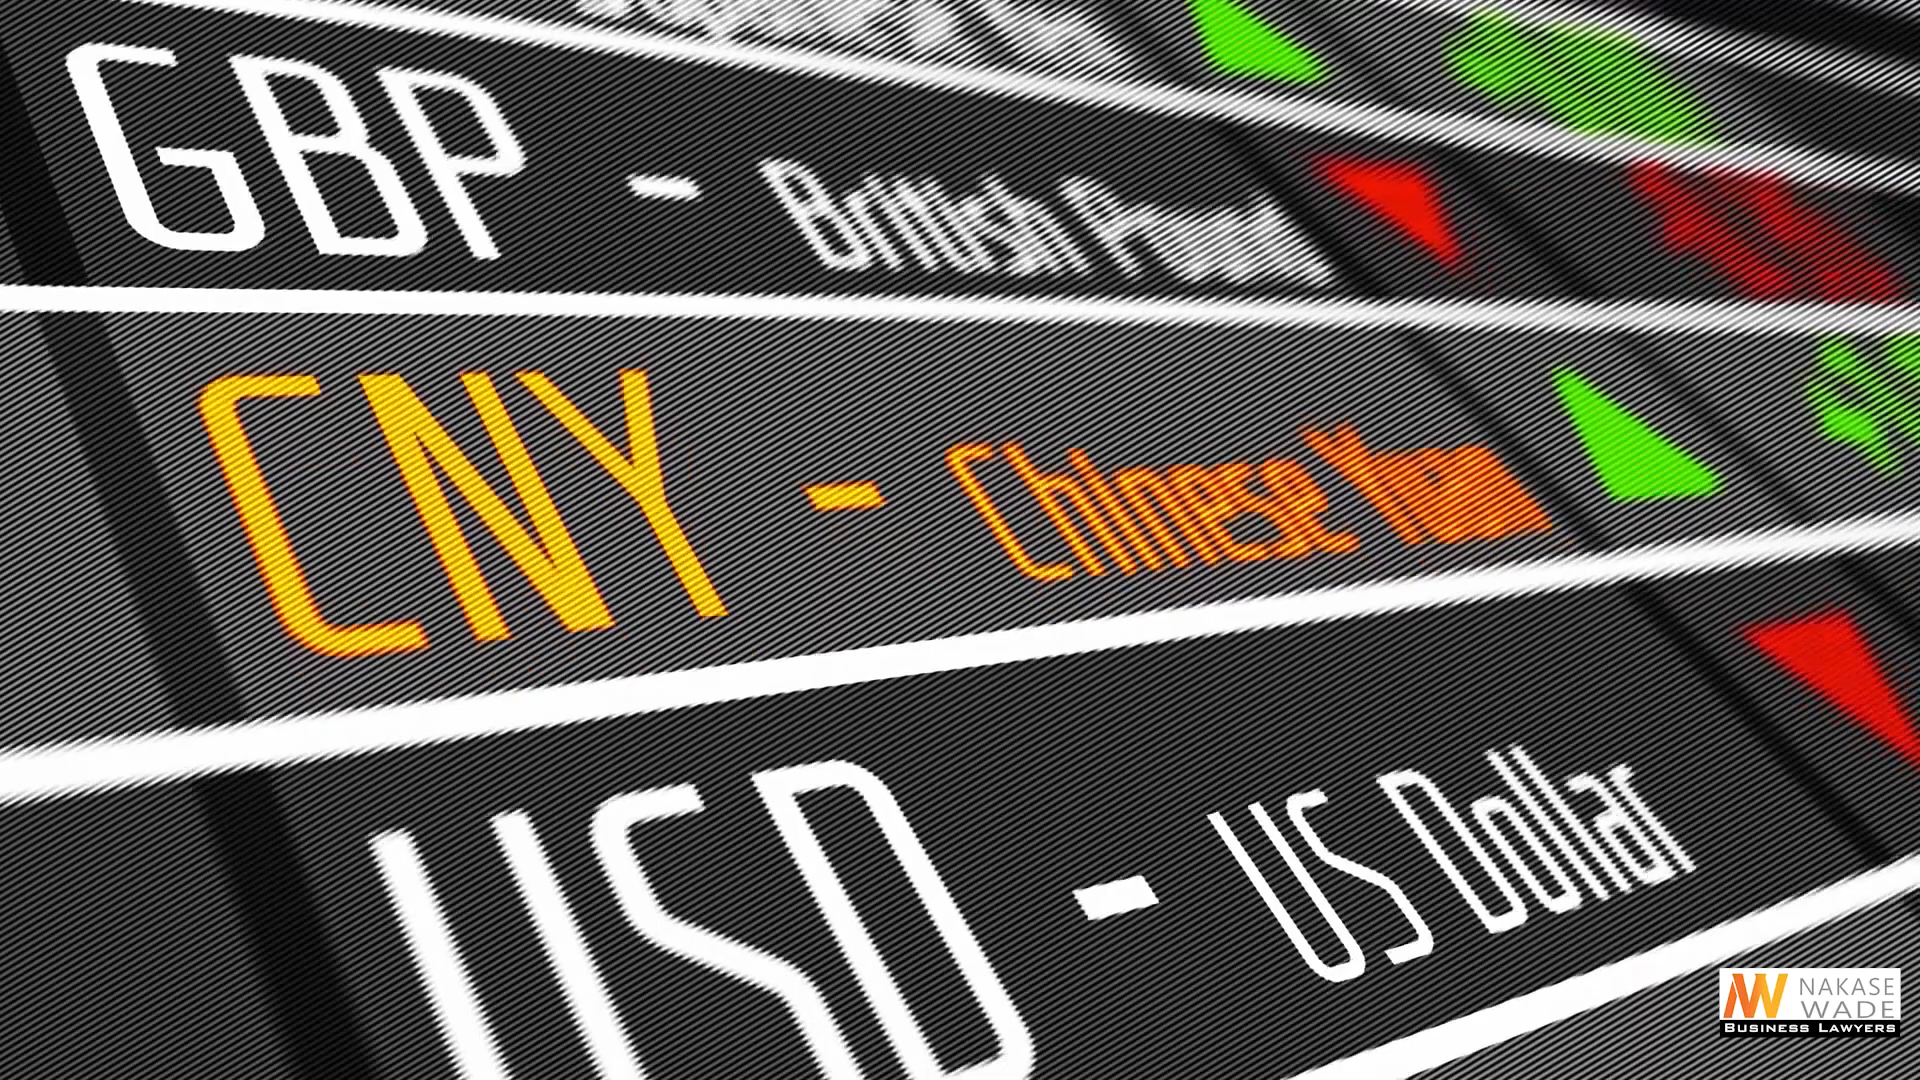 GBP - British Pound
CNY - Chinese Yuan
USD - US Dollar
NAKASE
WADE
BUSINESS LAWYERS